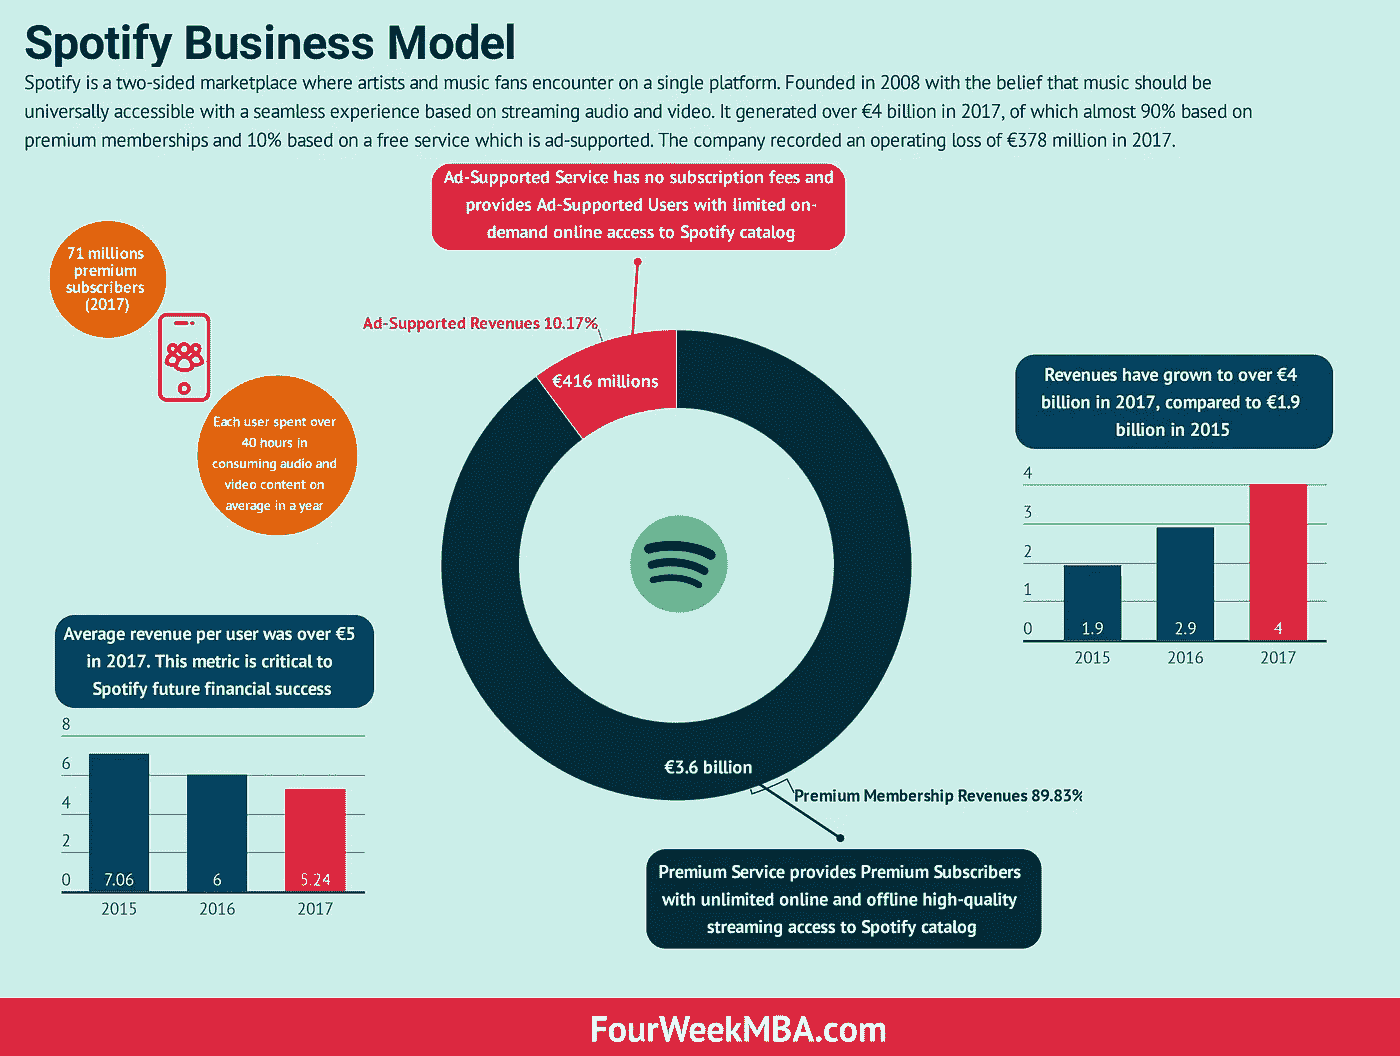 Spotify Business Model
Spotify is a two-sided marketplace where artists and music fans encounter on a single platform. Founded in 2008 with the belief that music should be
universally accessible with a seamless experience based on streaming audio and video. It generated over €4 billion in 2017, of which almost 90% based on
premium memberships and 10% based on a free service which is ad-supported. The company recorded an operating loss of €378 million in 2017.
Ad-Supported Service has no subscription fees and
provides Ad-Supported Users with limited on-
demand online access to Spotify catalog
71 millions
premium
subscribers
(2017)
Each user spent over
40 hours in
consuming audio and
video content on
average in a year
Ad-Supported Revenues 10.17%
€416 millions
€3.6 billion
Premium Membership Revenues 89.83%
Premium Service provides Premium Subscribers
with unlimited online and offline high-quality
streaming access to Spotify catalog
Revenues have grown to over €4
billion in 2017, compared to €1.9
billion in 2015
4
3
2
1
0
1.9
2.9
4
2015
2016
2017
Average revenue per user was over €5
in 2017. This metric is critical to
Spotify future financial success
8
6
4
2
0
7.06
6
5.24
2015
2016
2017
FourWeekMBA.com